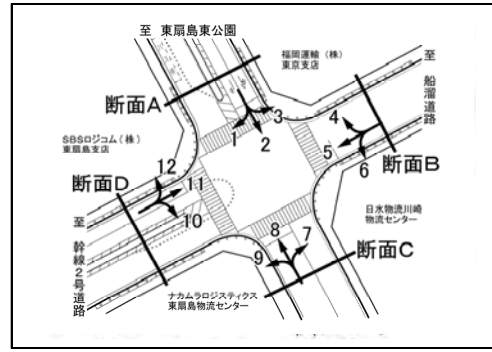 至 東扇島東公園
福岡運輸(株)
東京支店
至 船溜道路
断面A
SBSロジコム(株)
東扇島支店
3
4
1
2
5
断面B
6
12
断面D
11
10
日水物流川崎
物流センター
至 幹線2号道路
8
7
9
断面C
ナカムラロジスティクス
東扇島物流センター